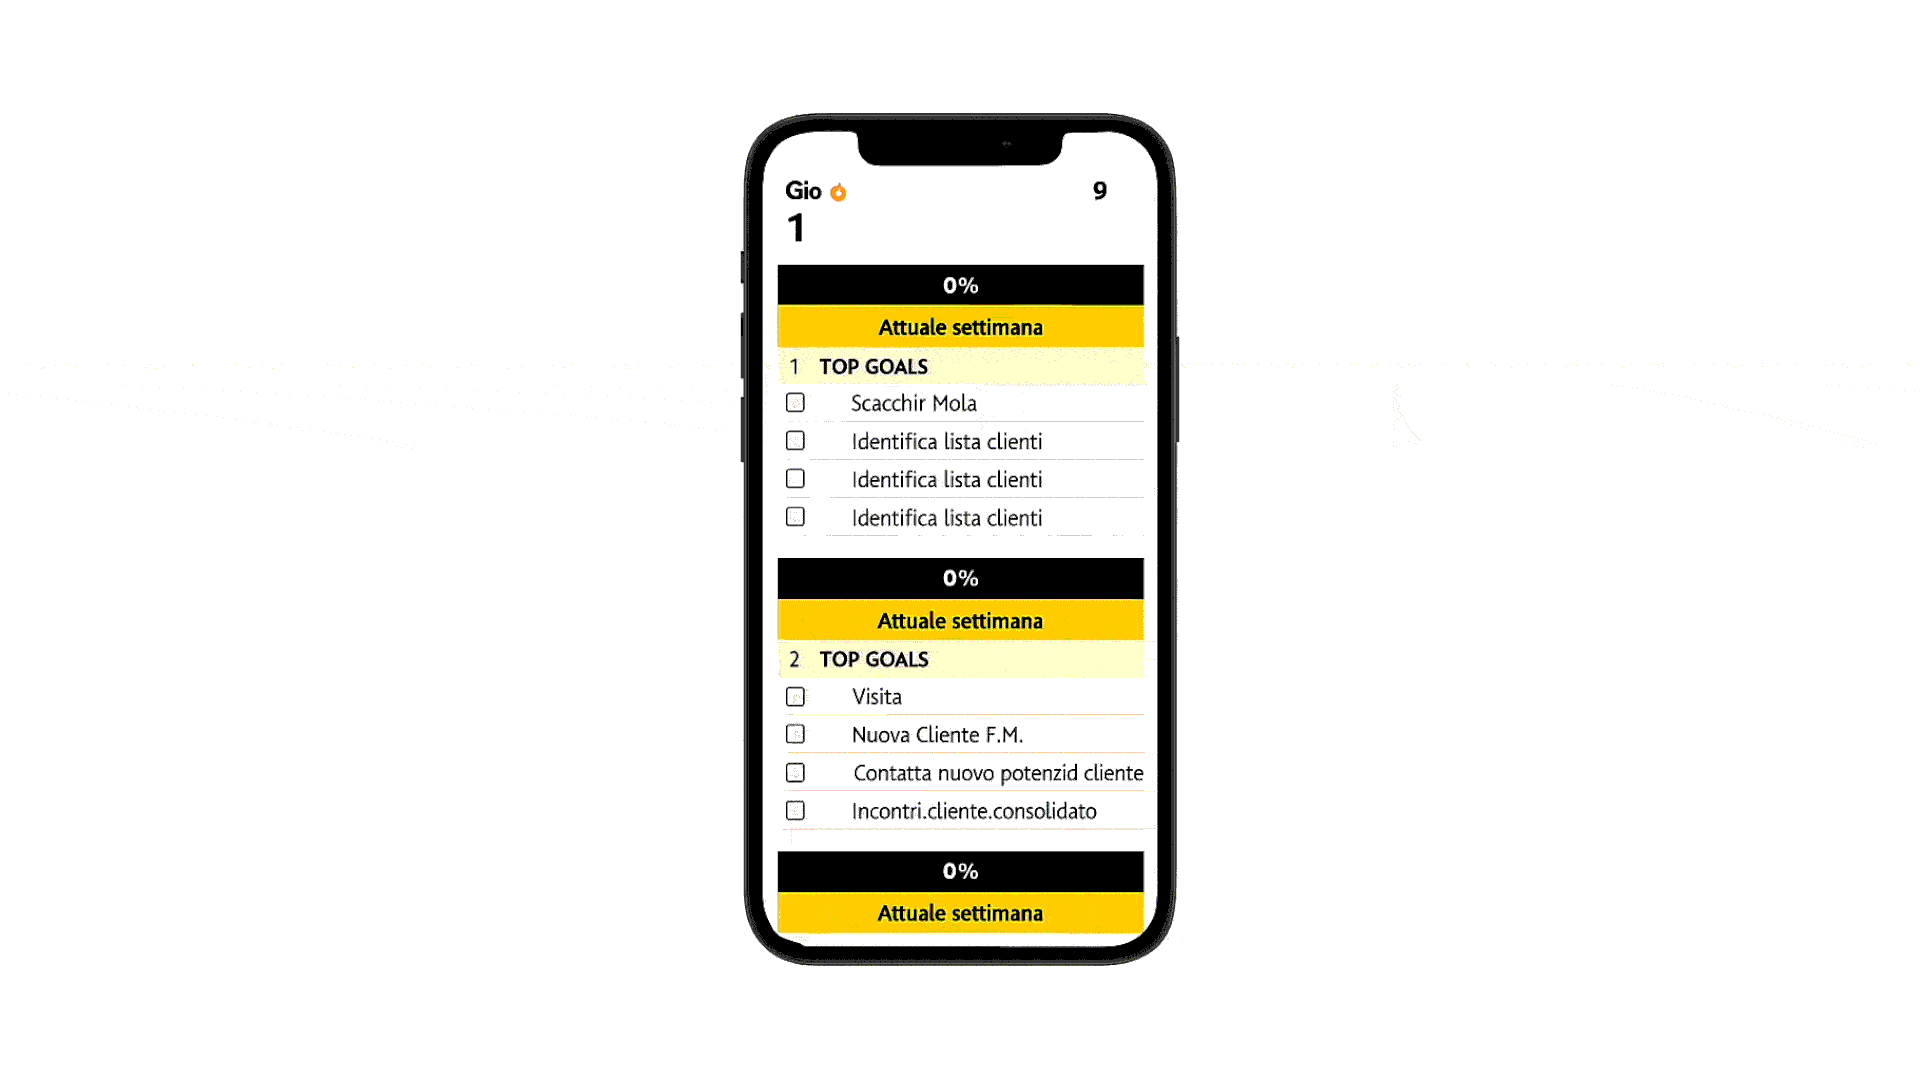 Gio 9
1
0%
Attuale settimana
1 TOP GOALS
Scacchir Mola
Identifica lista clienti
Identifica lista clienti
Identifica lista clienti
0%
Attuale settimana
2 TOP GOALS
Visita
Nuova Cliente F.M.
Contatta nuovo potenzid cliente
Incontri.cliente.consolidato
0%
Attuale settimana